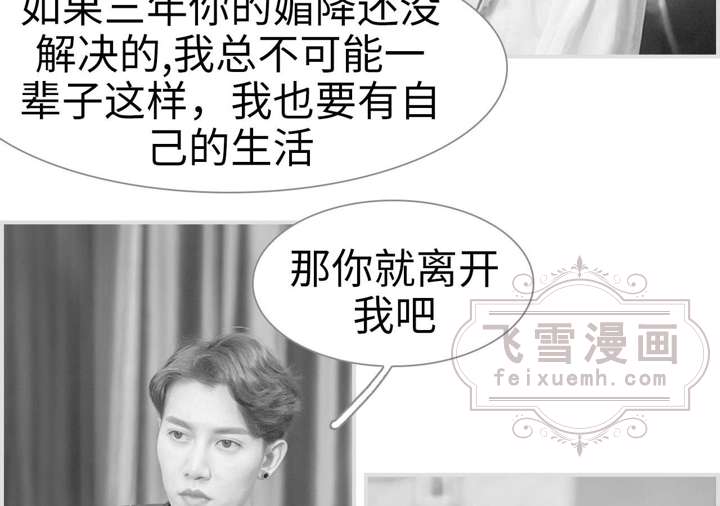 如果三年你的媚降还没
解决的,我总不可能一
辈子这样，我也要有自
己的生活
那你就离开
我吧
飞雪漫画
feixuemh.com